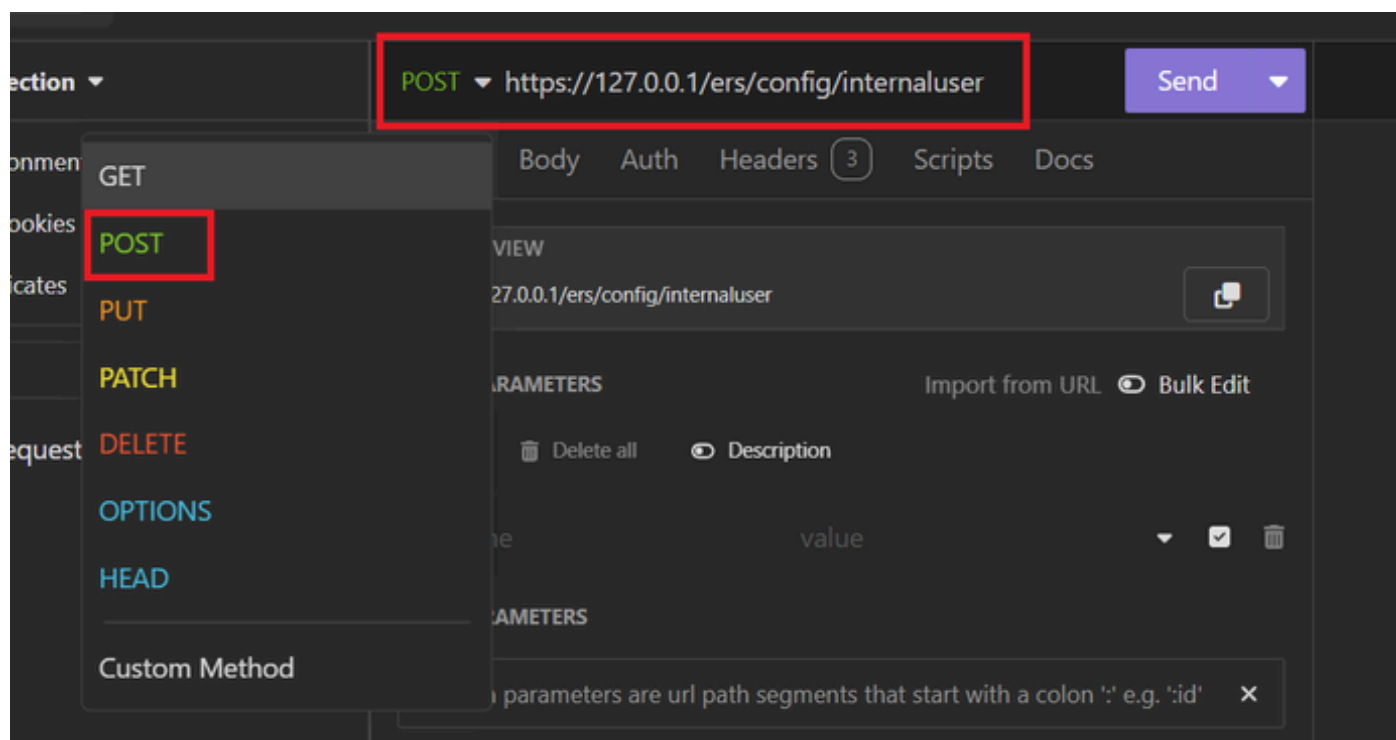 ection
POST https://127.0.0.1/ers/config/internaluser
Send
onmen
ookies
icates
equest
GET
POST
PUT
PATCH
DELETE
OPTIONS
HEAD
Custom Method
Body Auth Headers 3 Scripts Docs
VIEW
27.0.0.1/ers/config/internaluser
RAMETERS Import from URL Bulk Edit
Delete all Description
e value
AMETERS
parameters are url path segments that start with a colon ':' e.g. ':id'